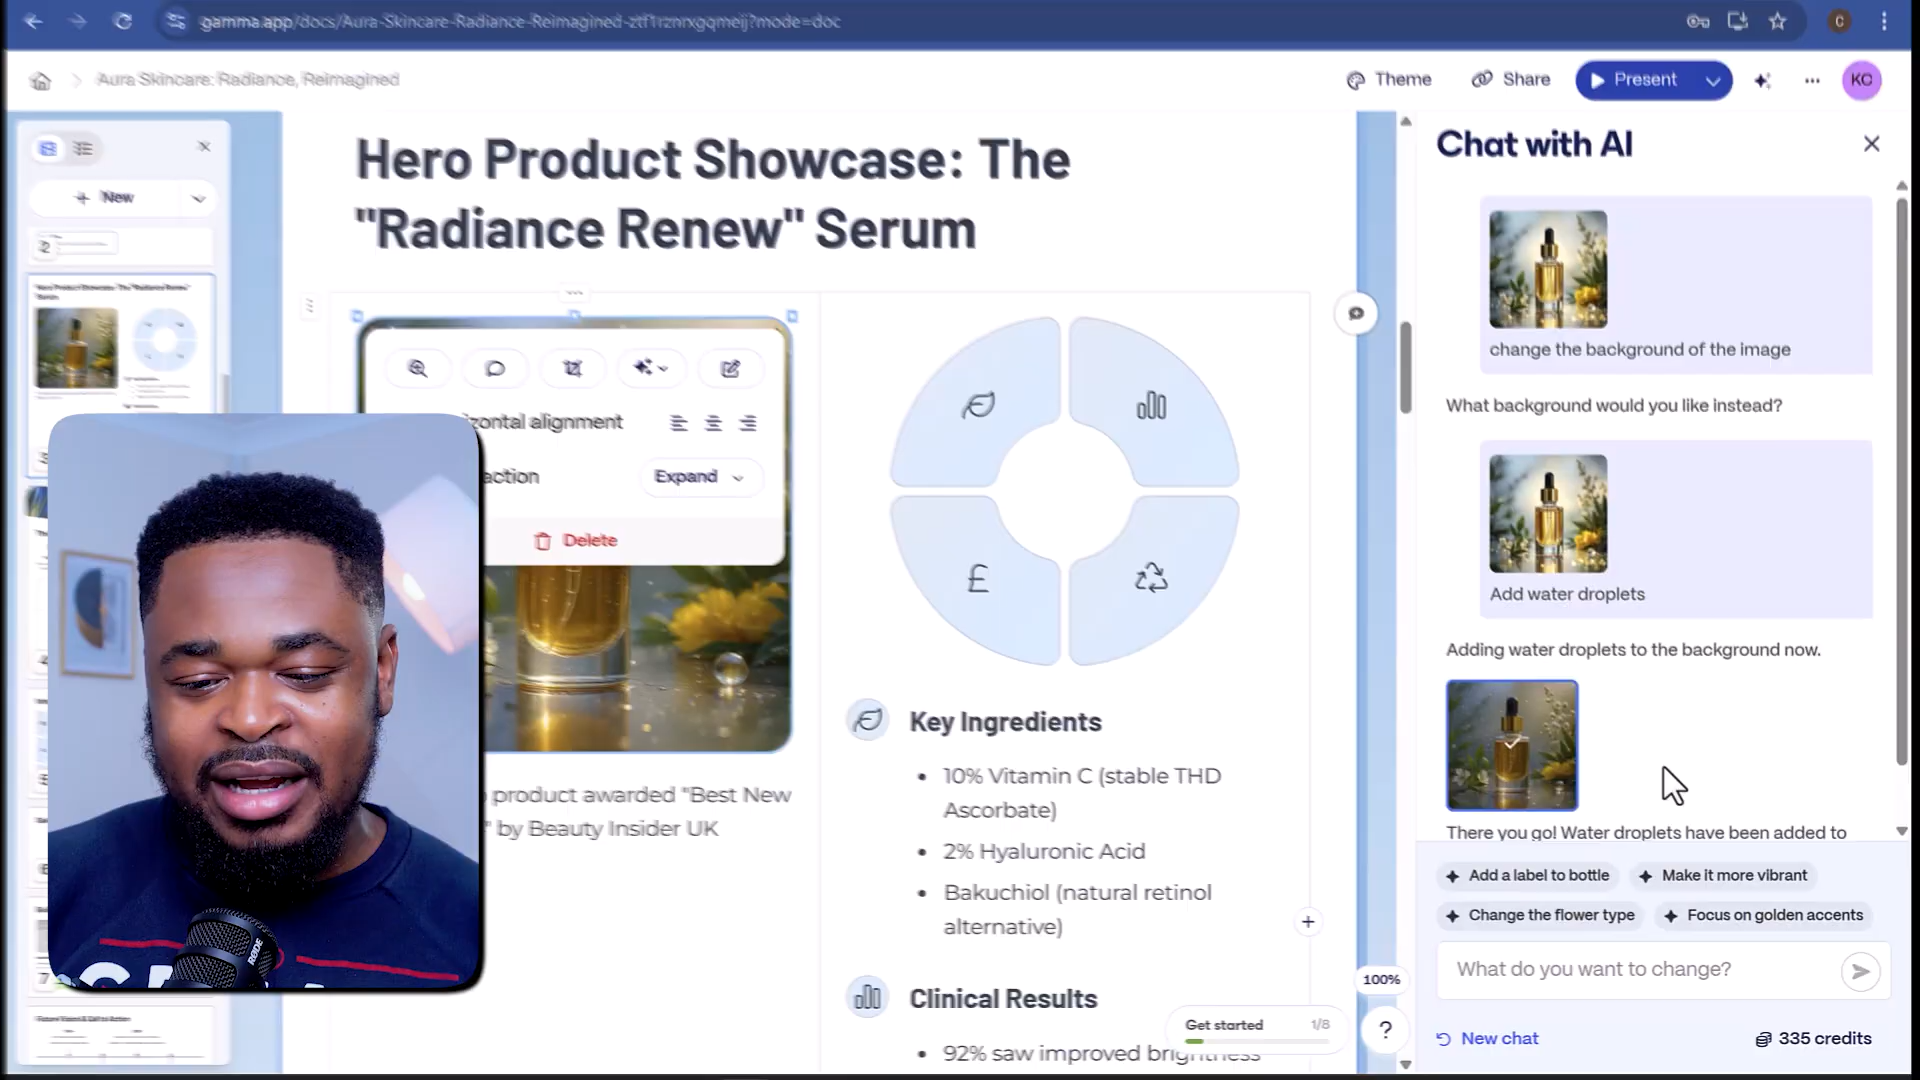 gamma.app/docs/Aura-Skincare-Radiance-Reimagined-ztf1rznrxgqmeij?mode=doc
C
Aura Skincare: Radiance, Reimagined
Theme
Share
Present
KC
New
2
Hero Product Showcase: The
"Radiance Renew" Serum
izontal alignment
action
Expand
Delete
product awarded "Best New
" by Beauty Insider UK
£
Key Ingredients
• 10% Vitamin C (stable THD
Ascorbate)
• 2% Hyaluronic Acid
• Bakuchiol (natural retinol
alternative)
Clinical Results
• 92% saw improved brightness
Get started
1/8
100%
?
7
RØDE
Chat with AI
change the background of the image
What background would you like instead?
Add water droplets
Adding water droplets to the background now.
There you go! Water droplets have been added to
Add a label to bottle
Make it more vibrant
Change the flower type
Focus on golden accents
What do you want to change?
New chat
335 credits